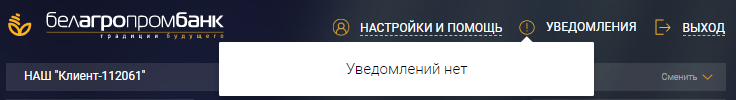 белагропромбанк
традиции будущего
НАСТРОЙКИ И ПОМОЩЬ
УВЕДОМЛЕНИЯ
ВЫХОД
Уведомлений нет
НАШ "Клиент-112061"
Сменить